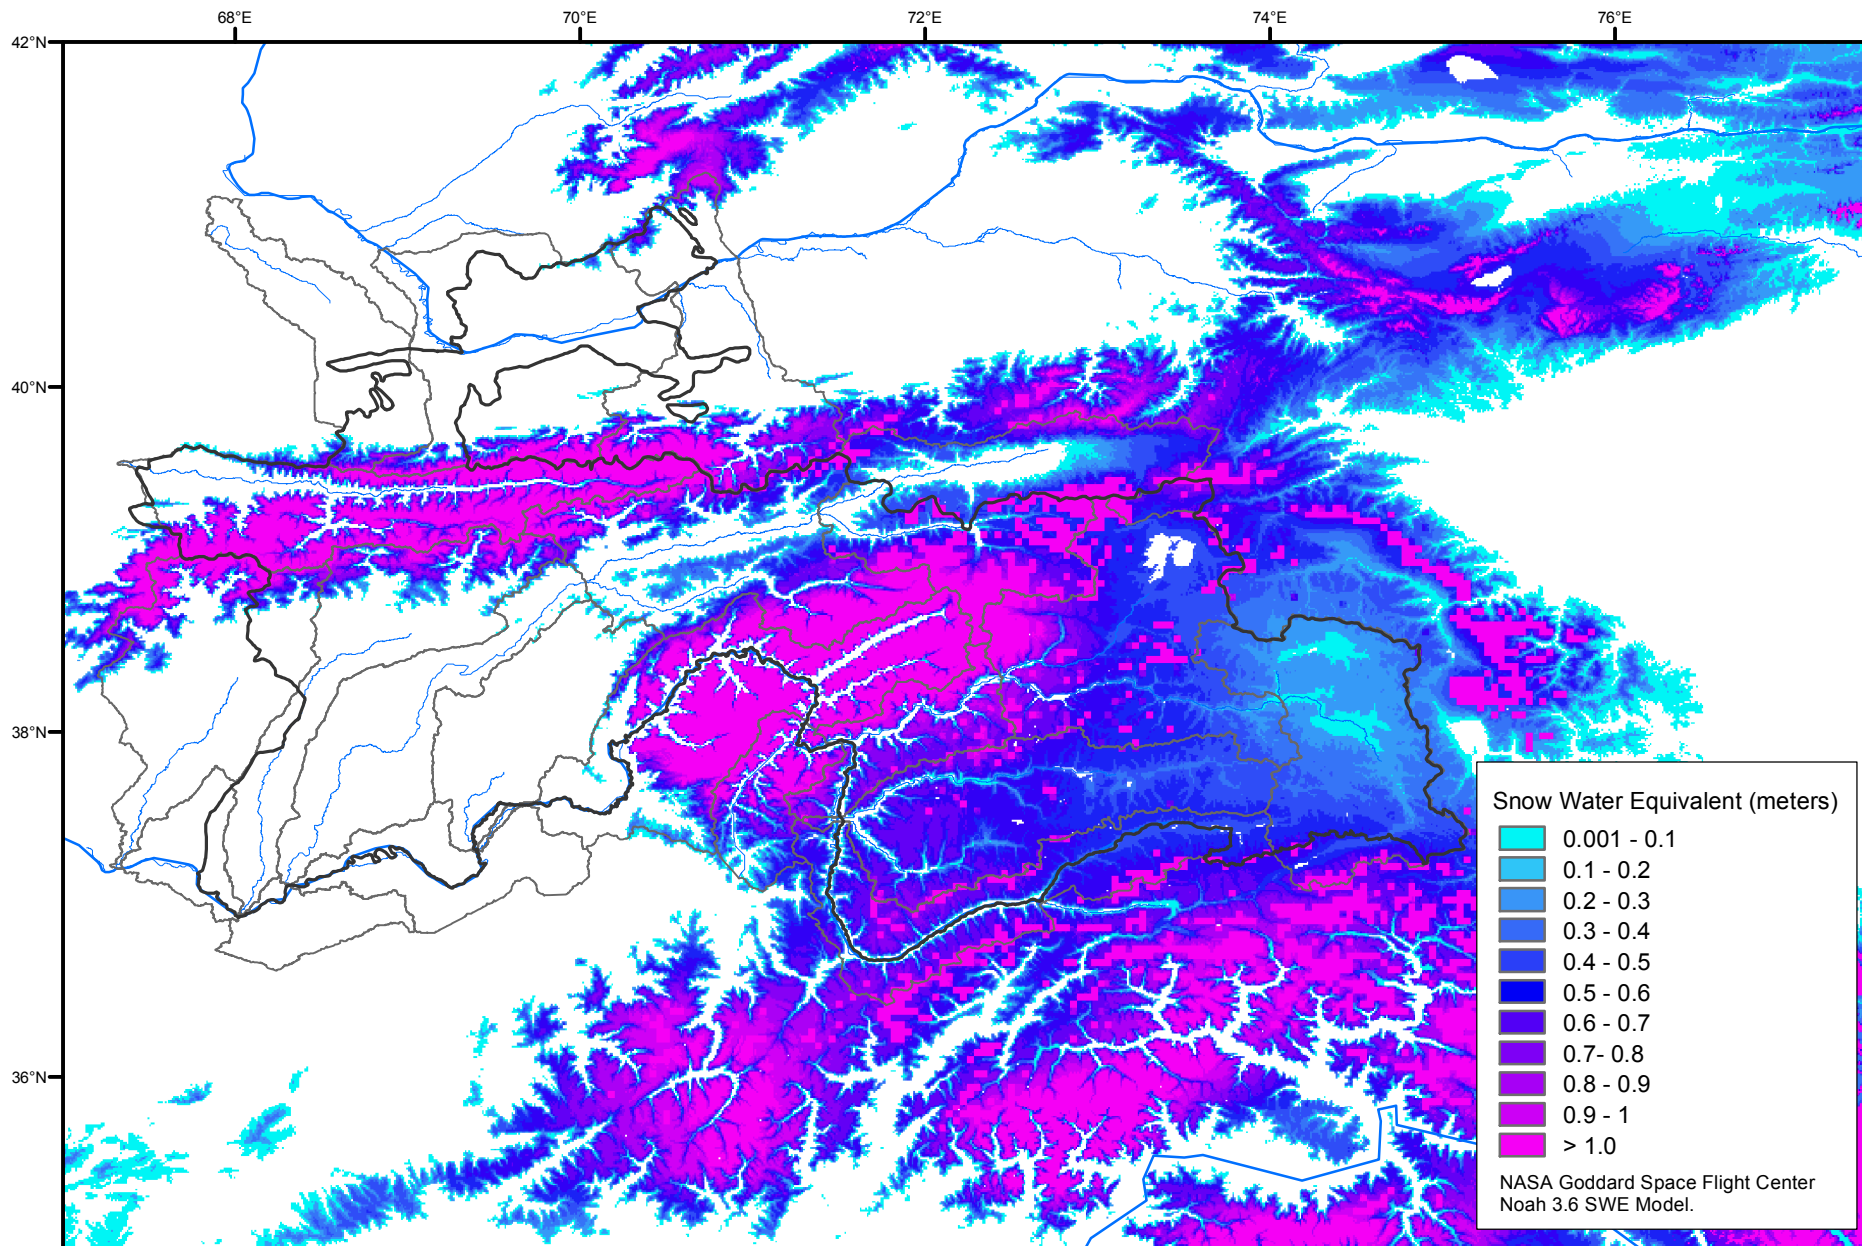 68°E 70°E 72°E 74°E 76°E
42°N
40°N
38°N
36°N
Snow Water Equivalent (meters)
0.001 - 0.1
0.1 - 0.2
0.2 - 0.3
0.3 - 0.4
0.4 - 0.5
0.5 - 0.6
0.6 - 0.7
0.7- 0.8
0.8 - 0.9
0.9 - 1
> 1.0
NASA Goddard Space Flight Center
Noah 3.6 SWE Model.